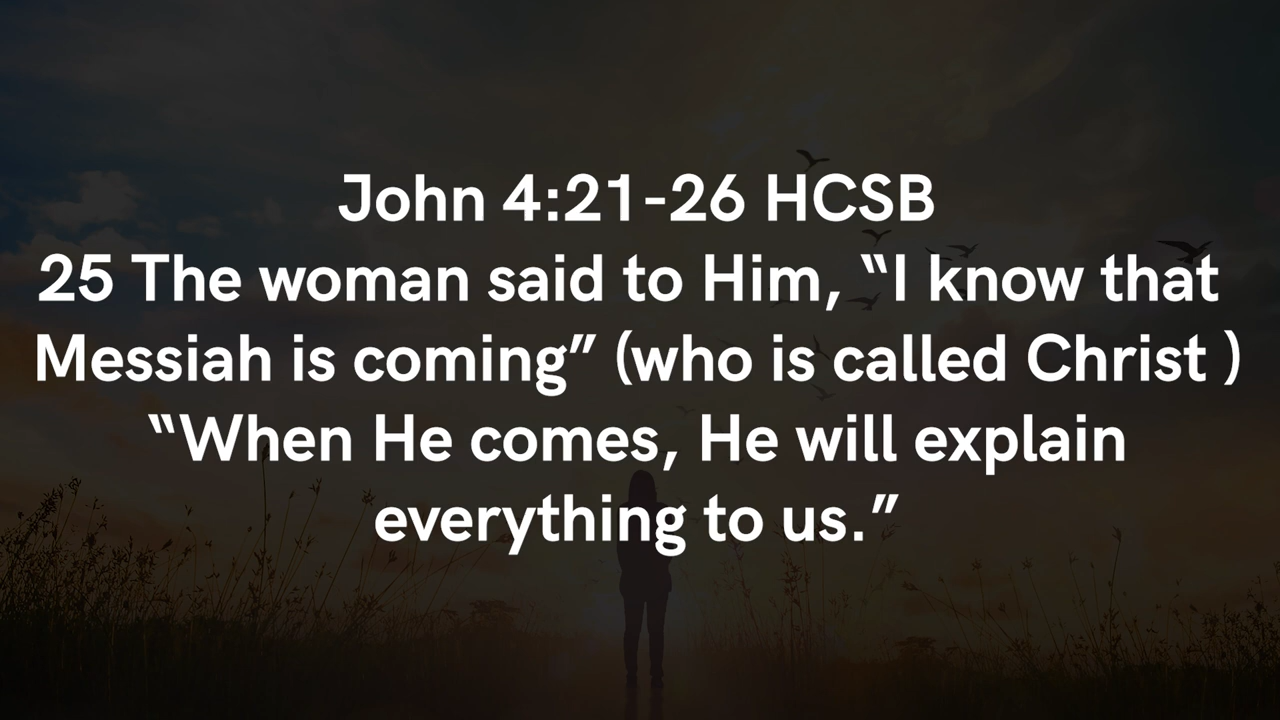 John 4:21-26 HCSB
25 The woman said to Him, “I know that
Messiah is coming” (who is called Christ )
“When He comes, He will explain
everything to us.”